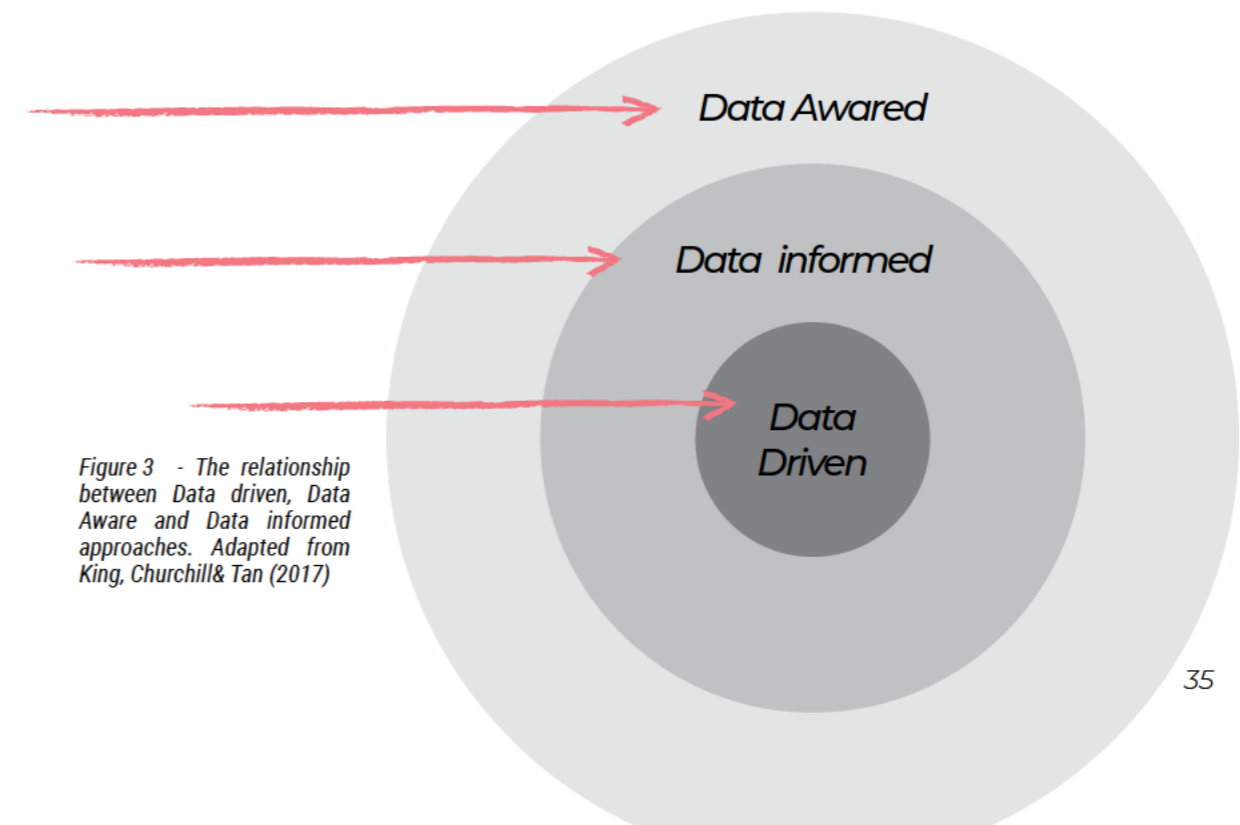 Data Awared
Data informed
Data
Driven
Figure 3 - The relationship
between Data driven, Data
Aware and Data informed
approaches. Adapted from
King, Churchill& Tan (2017)
35